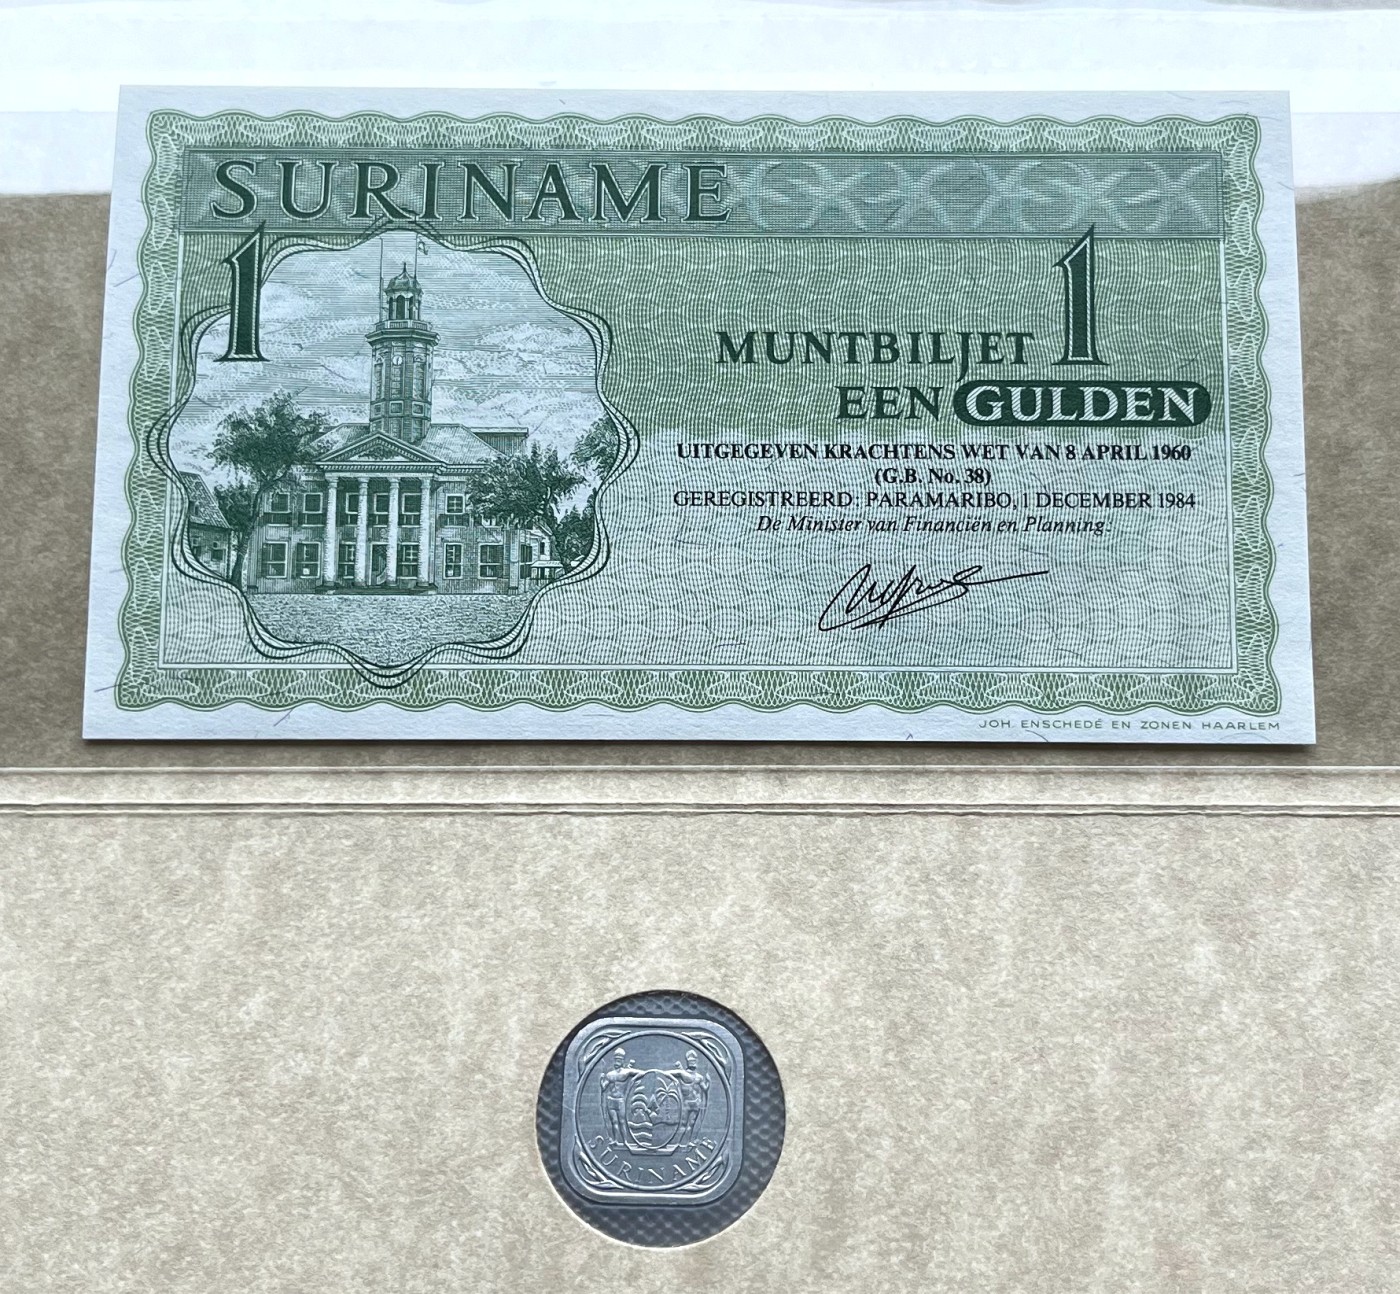 SURINAME
1
1
MUNTBILJET
EEN GULDEN
UITGEGEVEN KRACHTENS WET VAN 8 APRIL 1960
(G.B. No. 38)
GEREGISTREERD: PARAMARIBO, 1 DECEMBER 1984
De Minister van Financiën en Planning:
JOH. ENSCHEDÉ EN ZONEN HAARLEM
SURINAME